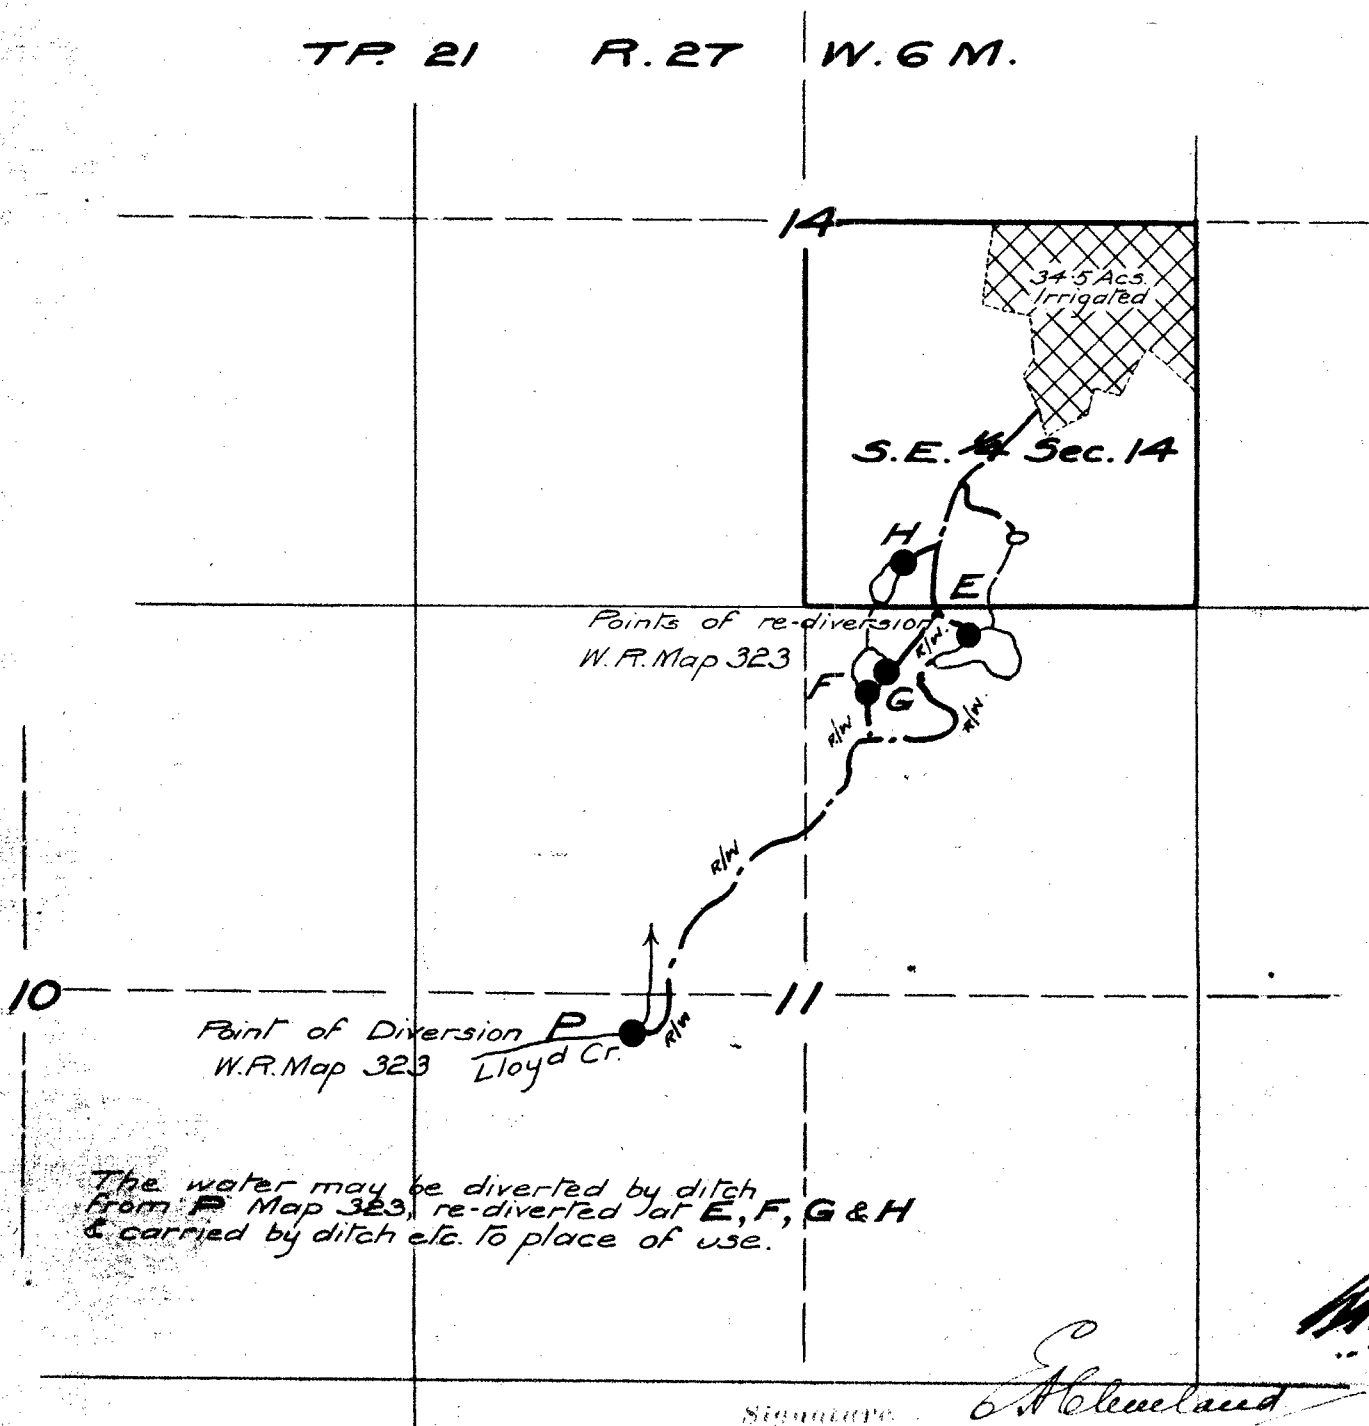 TP. 21 R. 27 W. 6 M.
14
34.5 Acs.
Irrigated
S.E. ¼ Sec. 14
H
E
Points of re-diversion
W.R. Map 323
R/W.
F
G
R/W
R/W.
R/W
10
11
Point of Diversion P
W.R. Map 323
Lloyd Cr.
R/W
The water may be diverted by ditch
from P Map 323, re-diverted at E, F, G & H
& carried by ditch etc. to place of use.
Signature
EACleveland